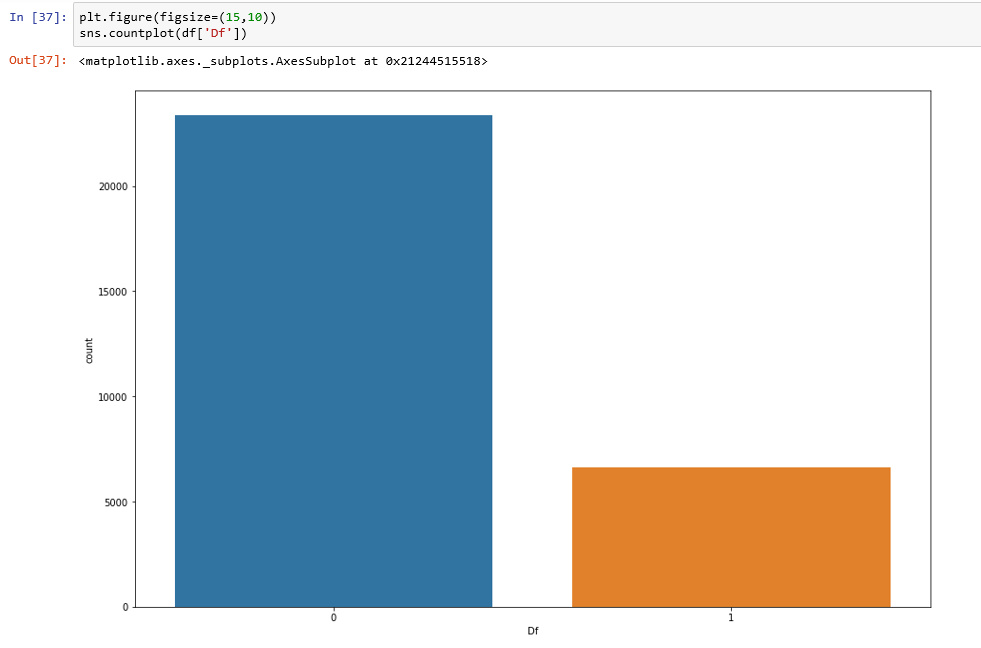 In [37]: plt.figure(figsize=(15,10))
sns.countplot(df['Df'])
Out[37]: <matplotlib.axes._subplots.AxesSubplot at 0x21244515518>
20000
15000
count
10000
5000
0
0 1
Df